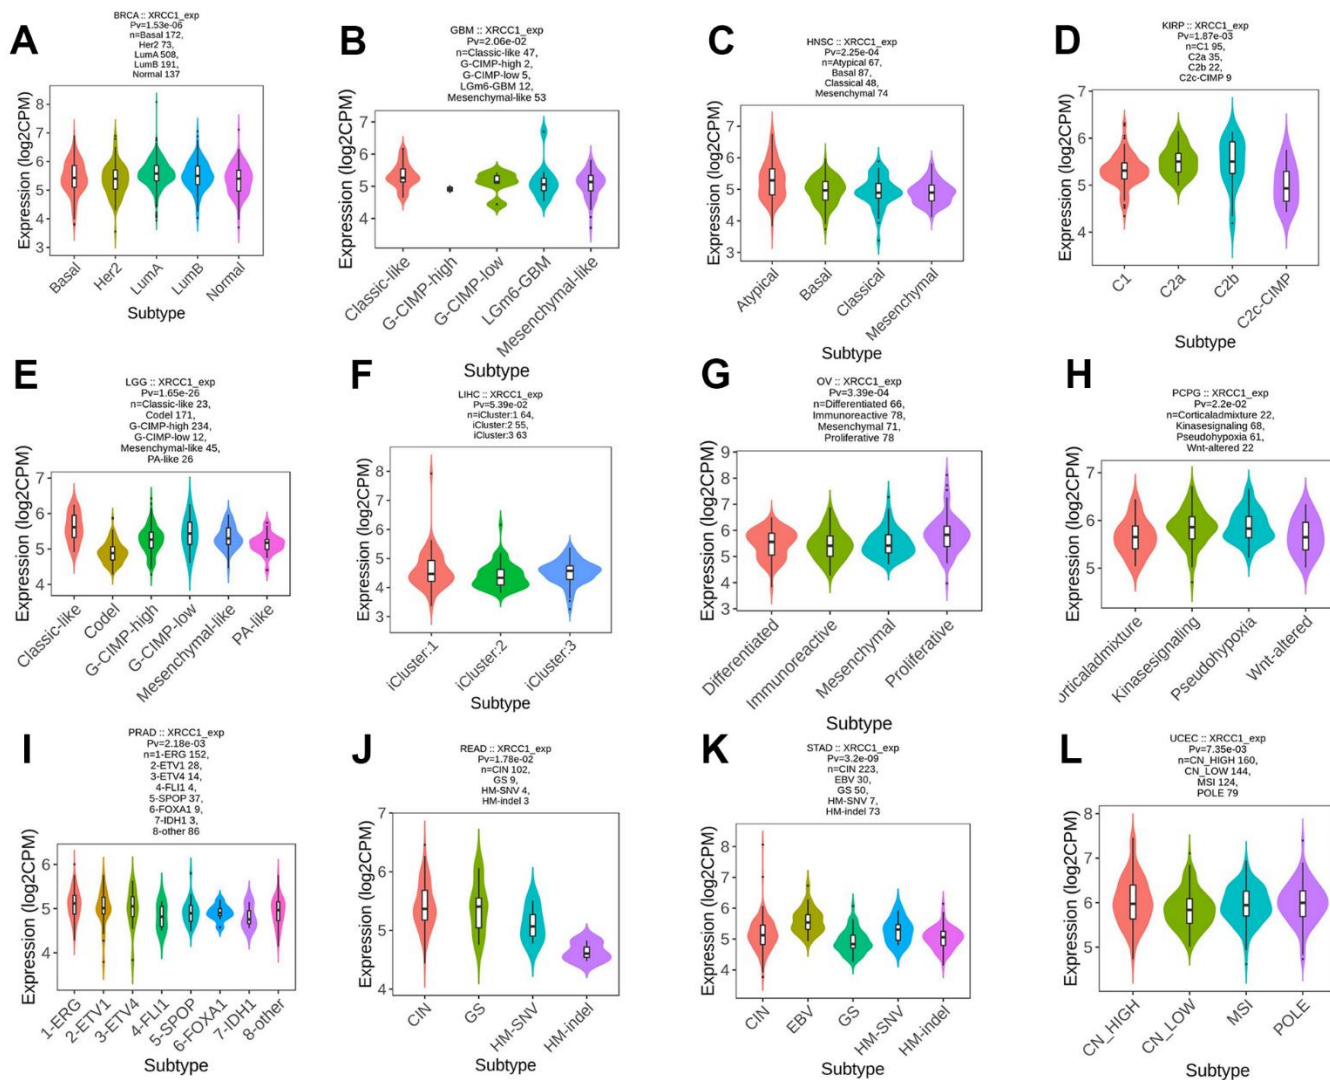 A
BRCA :: XRCC1_exp
Pv=1.53e-06
n=Basal 172,
Her2 73,
LumA 508,
LumB 191,
Normal 137
Expression (log2CPM)
8
7
6
5
4
3
Basal
Her2
LumA
LumB
Normal
Subtype
B
GBM :: XRCC1_exp
Pv=2.06e-02
n=Classic-like 47,
G-CIMP-high 2,
G-CIMP-low 5,
LGm6-GBM 12,
Mesenchymal-like 53
Expression (log2CPM)
7
6
5
4
Classic-like
G-CIMP-high
G-CIMP-low
LGm6-GBM
Mesenchymal-like
Subtype
C
HNSC :: XRCC1_exp
Pv=2.25e-04
n=Atypical 67,
Basal 87,
Classical 48,
Mesenchymal 74
Expression (log2CPM)
7
6
5
4
3
Atypical
Basal
Classical
Mesenchymal
Subtype
D
KIRP :: XRCC1_exp
Pv=1.87e-03
n=C1 95,
C2a 35,
C2b 22,
C2c-CIMP 9
Expression (log2CPM)
7
6
5
4
C1
C2a
C2b
C2c-CIMP
Subtype
E
LGG :: XRCC1_exp
Pv=1.65e-26
n=Classic-like 23,
Codel 171,
G-CIMP-high 234,
G-CIMP-low 12,
Mesenchymal-like 45,
PA-like 26
Expression (log2CPM)
7
6
5
4
Classic-like
Codel
G-CIMP-high
G-CIMP-low
Mesenchymal-like
PA-like
Subtype
F
LIHC :: XRCC1_exp
Pv=5.39e-02
n=iCluster:1 64,
iCluster:2 55,
iCluster:3 63
Expression (log2CPM)
8
7
6
5
4
3
iCluster:1
iCluster:2
iCluster:3
Subtype
G
OV :: XRCC1_exp
Pv=3.39e-04
n=Differentiated 66,
Immunoreactive 78,
Mesenchymal 71,
Proliferative 78
Expression (log2CPM)
9
8
7
6
5
4
3
Differentiated
Immunoreactive
Mesenchymal
Proliferative
Subtype
H
PCPG :: XRCC1_exp
Pv=2.2e-02
n=Corticaladmixture 22,
Kinasesignaling 68,
Pseudohypoxia 61,
Wnt-altered 22
Expression (log2CPM)
7
6
5
orticaladmixture
Kinasesignaling
Pseudohypoxia
Wnt-altered
Subtype
I
PRAD :: XRCC1_exp
Pv=2.18e-03
n=1-ERG 152,
2-ETV1 28,
3-ETV4 14,
4-FLI1 4,
5-SPOP 37,
6-FOXA1 9,
7-IDH1 3,
8-other 86
Expression (log2CPM)
6
5
4
1-ERG
2-ETV1
3-ETV4
4-FLI1
5-SPOP
6-FOXA1
7-IDH1
8-other
Subtype
J
READ :: XRCC1_exp
Pv=1.78e-02
n=CIN 102,
GS 9,
HM-SNV 4,
HM-indel 3
Expression (log2CPM)
7
6
5
4
CIN
GS
HM-SNV
HM-indel
Subtype
K
STAD :: XRCC1_exp
Pv=3.2e-09
n=CIN 223,
EBV 30,
GS 50,
HM-SNV 7,
HM-indel 73
Expression (log2CPM)
8
7
6
5
4
CIN
EBV
GS
HM-SNV
HM-indel
Subtype
L
UCEC :: XRCC1_exp
Pv=7.35e-03
n=CN_HIGH 160,
CN_LOW 144,
MSI 124,
POLE 79
Expression (log2CPM)
8
7
6
5
CN_HIGH
CN_LOW
MSI
POLE
Subtype